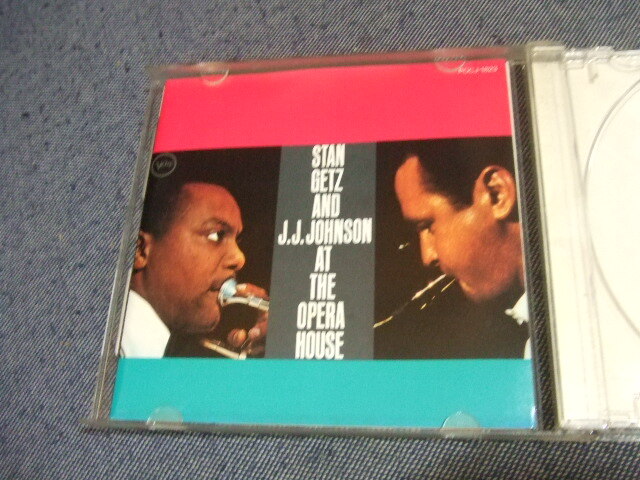 STAN
GETZ
AND
J.J. JOHNSON
AT
THE
OPERA
HOUSE